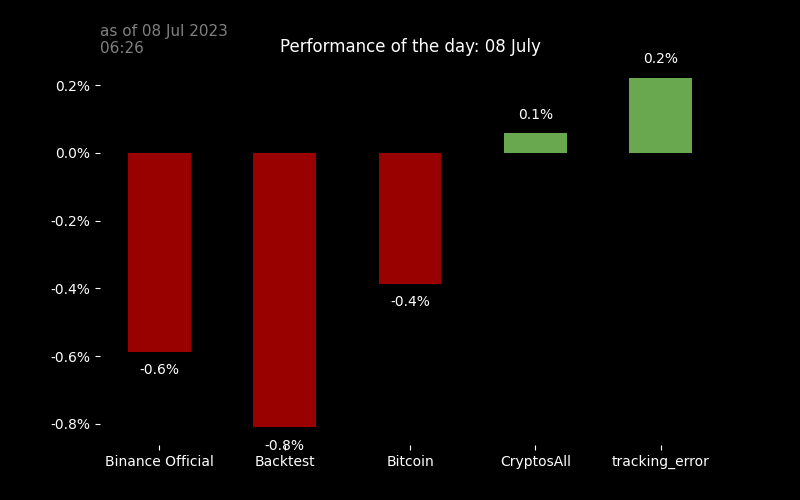 as of 08 Jul 2023
06:26
Performance of the day: 08 July
0.2%
0.1%
0.2%
0.0%
-0.2%
-0.4%
-0.4%
-0.6%
-0.6%
-0.8%
-0.8%
Binance Official
Backtest
Bitcoin
CryptosAll
tracking_error